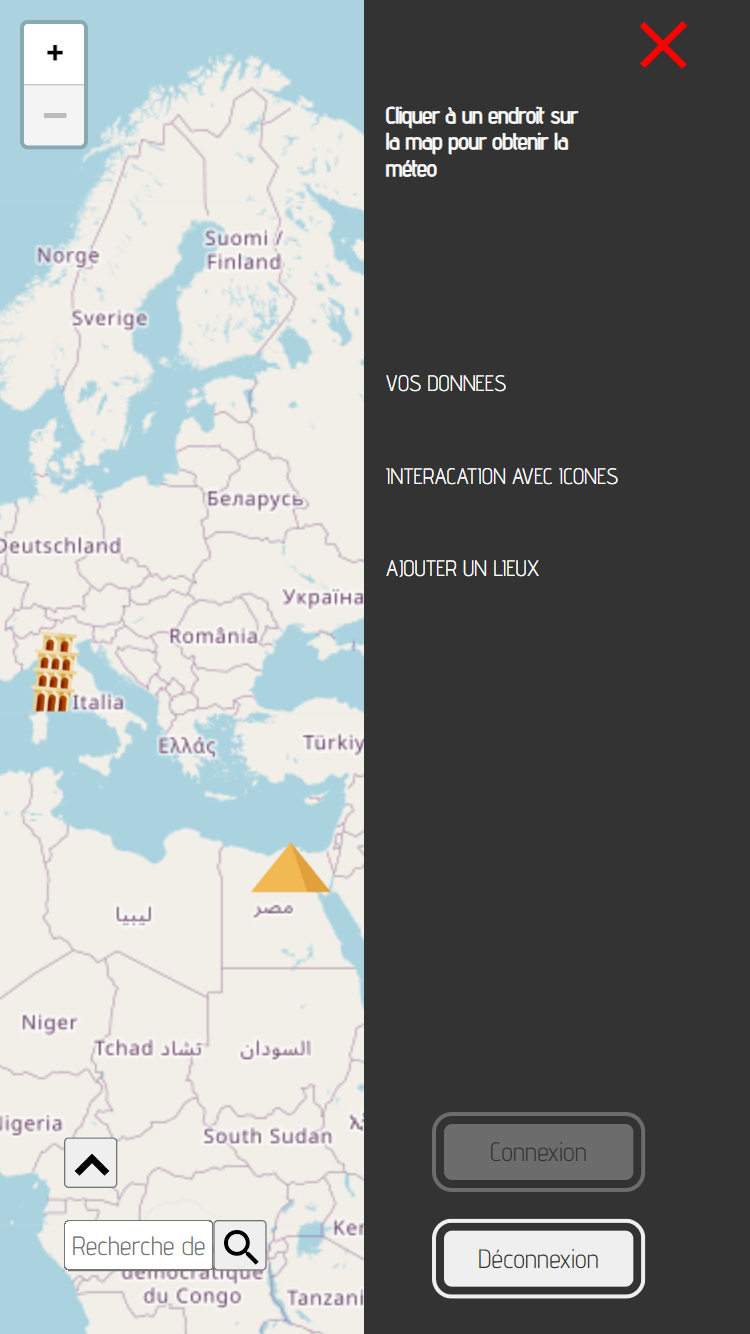 +
−
Norge
Suomi /
Finland
Sverige
Беларусь
Deutschland
Україна
România
Italia
Ελλάς
Türkiy
ليبيا
مصر
Niger
Tchad تشاد
السودان
Nigeria
South Sudan
Ken
démocratique
du Congo
Tanzani
Recherche de
Cliquer à un endroit sur
la map pour obtenir la
méteo
VOS DONNEES
INTERACATION AVEC ICONES
AJOUTER UN LIEUX
Connexion
Déconnexion